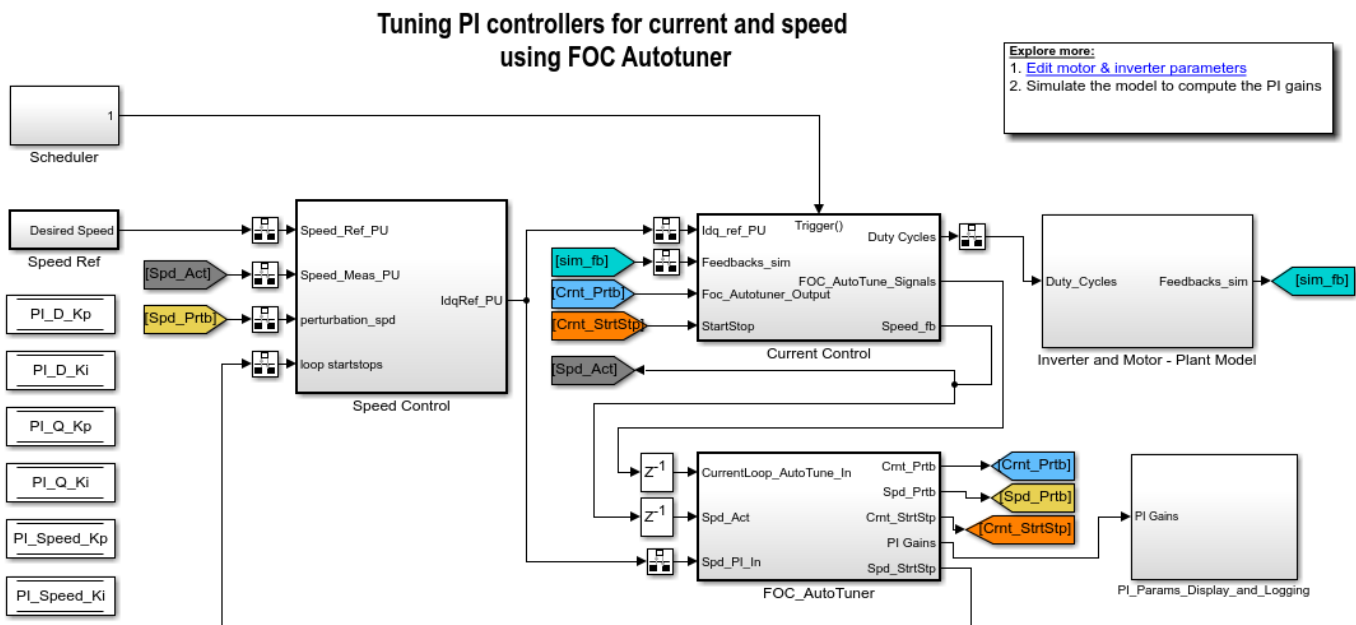 Tuning PI controllers for current and speed
using FOC Autotuner
Explore more:
1. Edit motor & inverter parameters
2. Simulate the model to compute the PI gains
1
Scheduler
Desired Speed
Speed Ref
[Spd_Act]
[Spd_Prtb]
PI_D_Kp
PI_D_Ki
PI_Q_Kp
PI_Q_Ki
PI_Speed_Kp
PI_Speed_Ki
Speed_Ref_PU
Speed_Meas_PU
perturbation_spd
loop startstops
IdqRef_PU
Speed Control
[sim_fb]
[Crnt_Prtb]
[Crnt_StrtStp]
[Spd_Act]
Trigger()
Idq_ref_PU
Feedbacks_sim
Foc_Autotuner_Output
StartStop
Duty Cycles
FOC_AutoTune_Signals
Speed_fb
Current Control
Duty_Cycles
Feedbacks_sim
Inverter and Motor - Plant Model
[sim_fb]
z-1
z-1
CurrentLoop_AutoTune_In
Spd_Act
Spd_PI_In
Crnt_Prtb
Spd_Prtb
Crnt_StrtStp
PI Gains
Spd_StrtStp
FOC_AutoTuner
[Crnt_Prtb]
[Spd_Prtb]
[Crnt_StrtStp]
PI Gains
PI_Params_Display_and_Logging